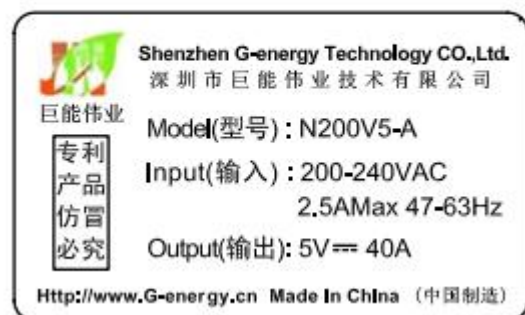 Shenzhen G-energy Technology CO.,Ltd.
深圳市巨能伟业技术有限公司
巨能伟业
专利
产品
仿冒
必究
Model(型号) : N200V5-A
Input(输入) : 200-240VAC
2.5AMax 47-63Hz
Output(输出): 5V⎓ 40A
Http://www.G-energy.cn Made In China （中国制造）